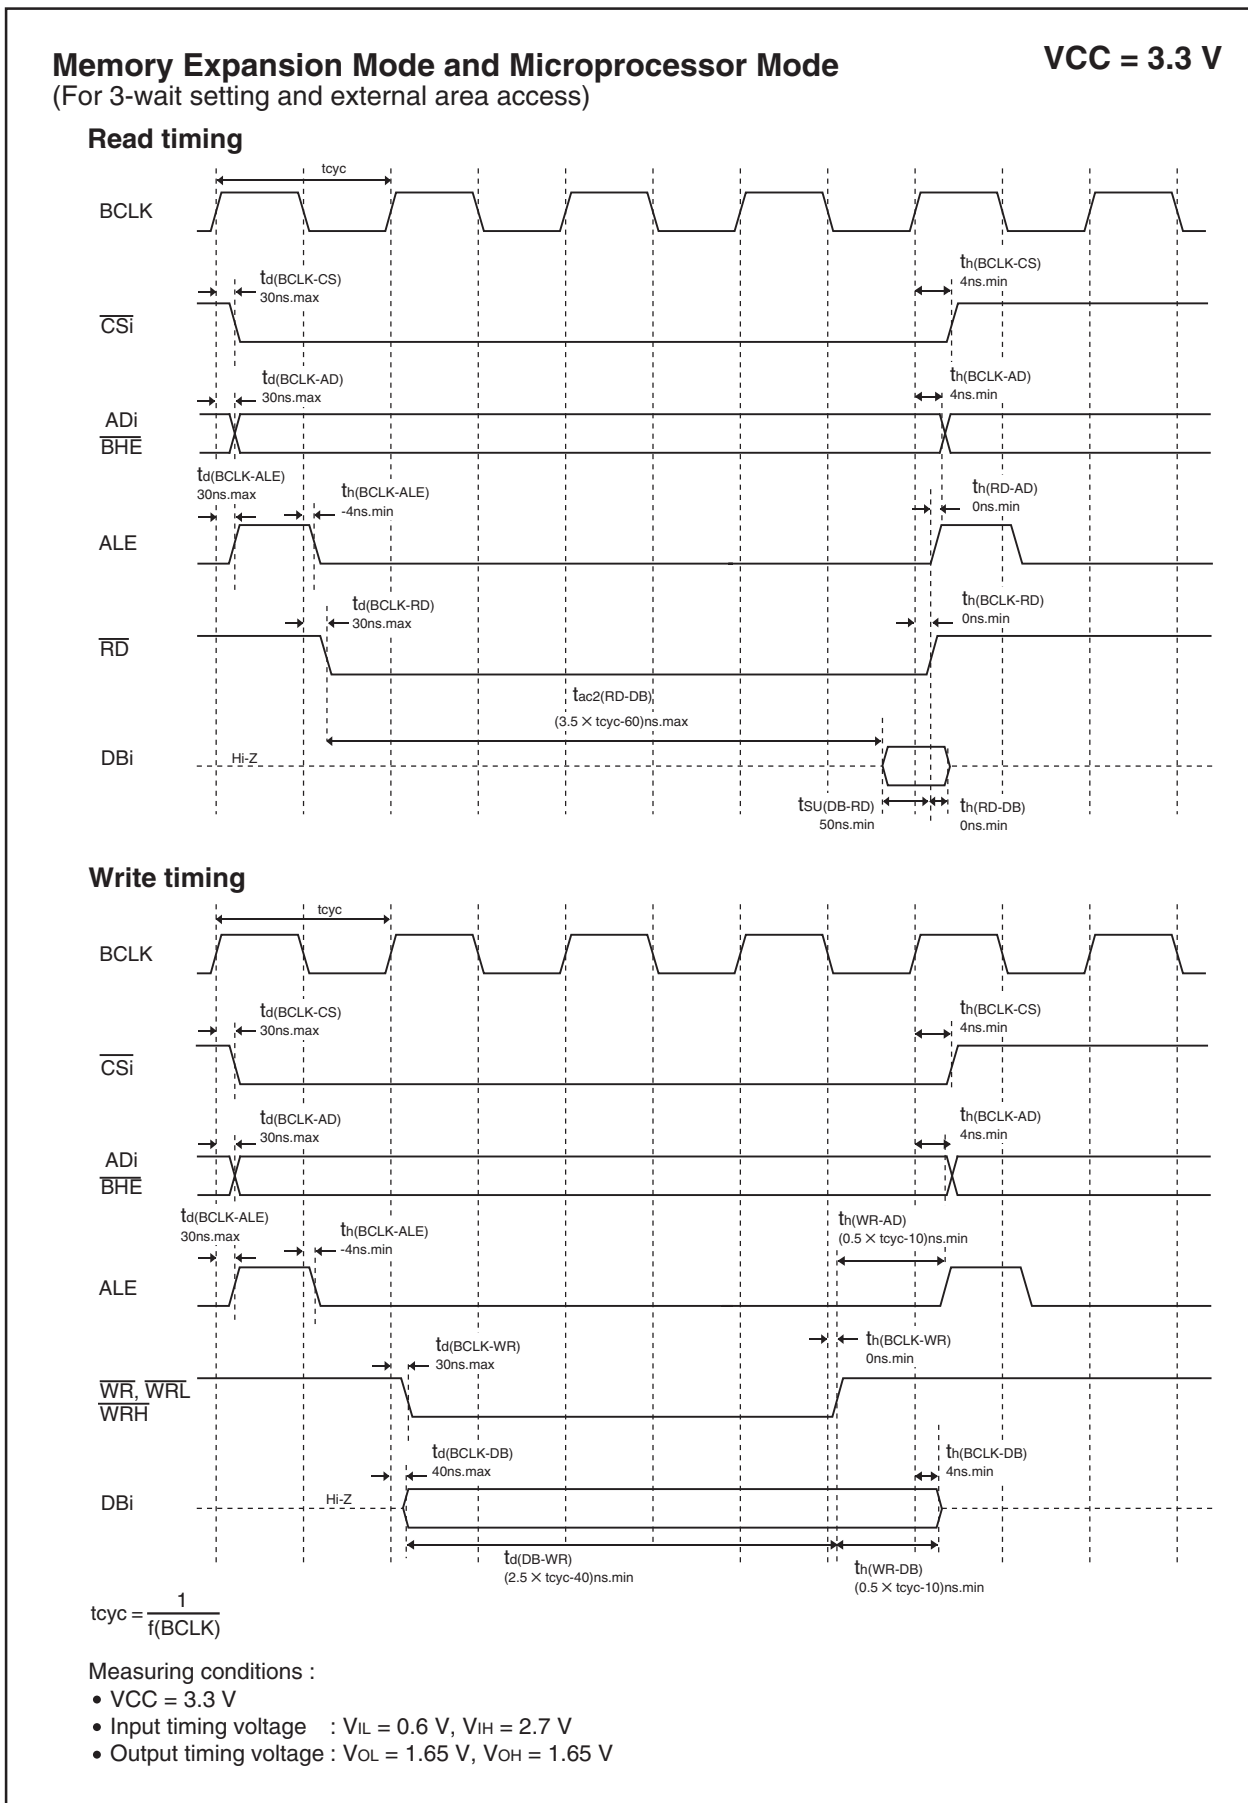 Memory Expansion Mode and Microprocessor Mode
VCC = 3.3 V
(For 3-wait setting and external area access)
Read timing
tcyc
BCLK
td(BCLK-CS)
30ns.max
th(BCLK-CS)
4ns.min
CSi
td(BCLK-AD)
30ns.max
th(BCLK-AD)
4ns.min
ADi
BHE
td(BCLK-ALE)
30ns.max
th(BCLK-ALE)
-4ns.min
th(RD-AD)
0ns.min
ALE
td(BCLK-RD)
30ns.max
th(BCLK-RD)
0ns.min
RD
tac2(RD-DB)
(3.5 × tcyc-60)ns.max
DBi
Hi-Z
tSU(DB-RD)
50ns.min
th(RD-DB)
0ns.min
Write timing
tcyc
BCLK
td(BCLK-CS)
30ns.max
th(BCLK-CS)
4ns.min
CSi
td(BCLK-AD)
30ns.max
th(BCLK-AD)
4ns.min
ADi
BHE
td(BCLK-ALE)
30ns.max
th(BCLK-ALE)
-4ns.min
th(WR-AD)
(0.5 × tcyc-10)ns.min
ALE
td(BCLK-WR)
30ns.max
th(BCLK-WR)
0ns.min
WR, WRL
WRH
td(BCLK-DB)
40ns.max
th(BCLK-DB)
4ns.min
DBi
Hi-Z
td(DB-WR)
(2.5 × tcyc-40)ns.min
th(WR-DB)
(0.5 × tcyc-10)ns.min
tcyc = 1
f(BCLK)
Measuring conditions :
• VCC = 3.3 V
• Input timing voltage : VIL = 0.6 V, VIH = 2.7 V
• Output timing voltage : VOL = 1.65 V, VOH = 1.65 V